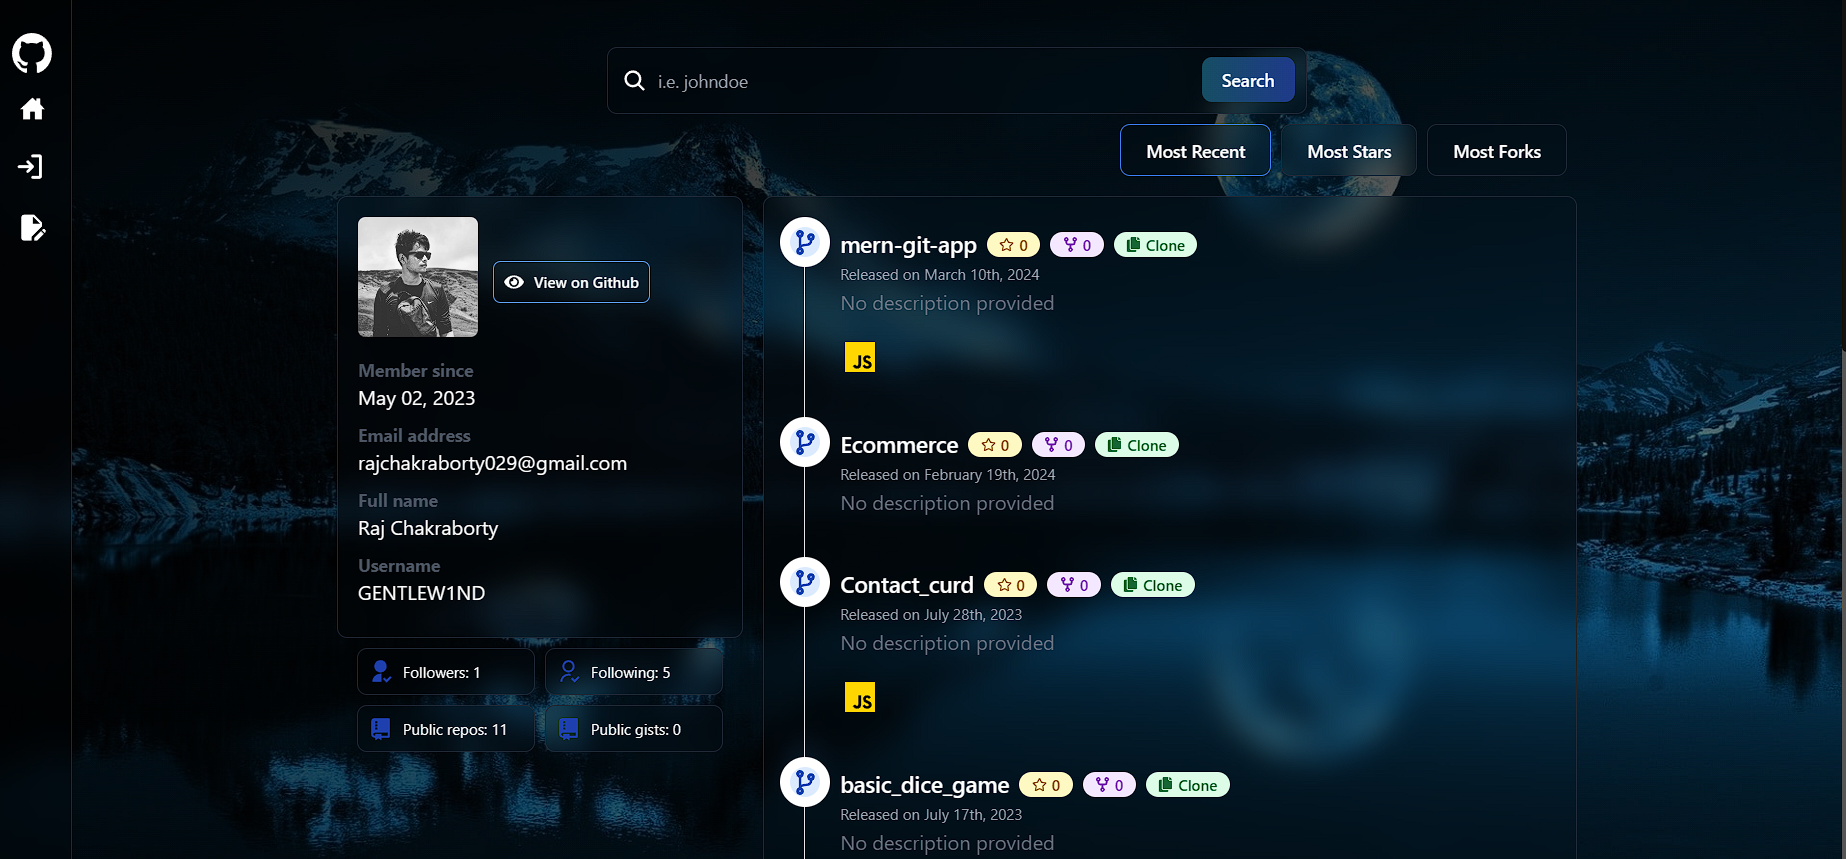 i.e. johndoe
Search
Most Recent
Most Stars
Most Forks
View on Github
Member since
May 02, 2023
Email address
rajchakraborty029@gmail.com
Full name
Raj Chakraborty
Username
GENTLEW1ND
Followers: 1
Following: 5
Public repos: 11
Public gists: 0
mern-git-app 0 0 Clone
Released on March 10th, 2024
No description provided
JS
Ecommerce 0 0 Clone
Released on February 19th, 2024
No description provided
Contact_curd 0 0 Clone
Released on July 28th, 2023
No description provided
JS
basic_dice_game 0 0 Clone
Released on July 17th, 2023
No description provided